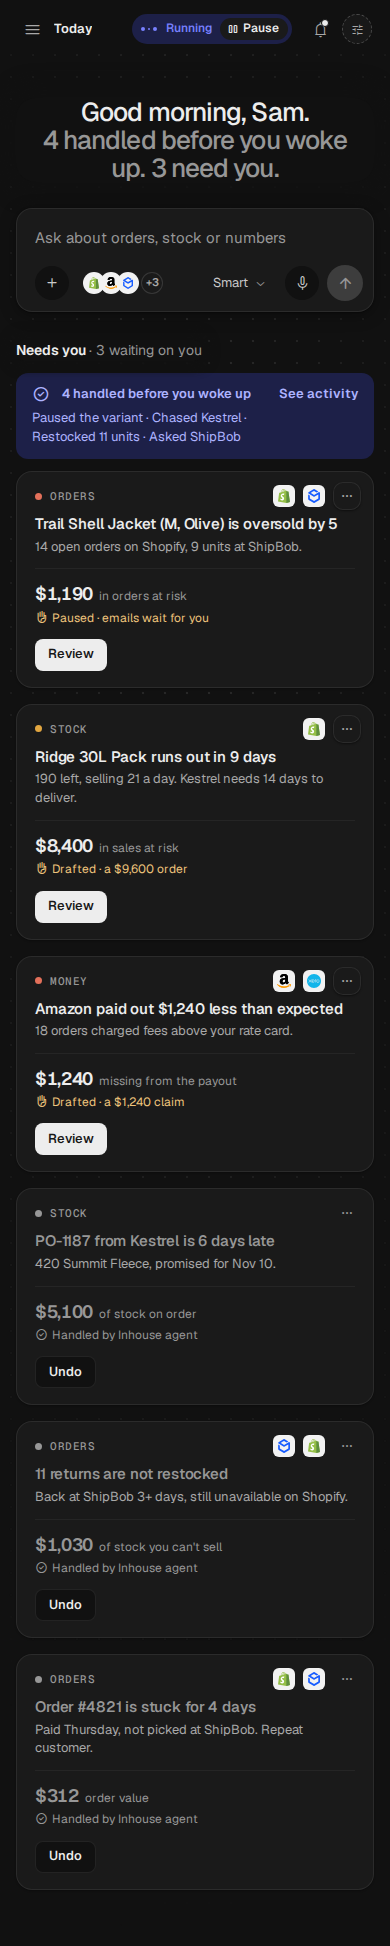 Today
Running
Pause
Good morning, Sam.
4 handled before you woke
up. 3 need you.
Ask about orders, stock or numbers
+3
Smart
Needs you · 3 waiting on you
4 handled before you woke up
See activity
Paused the variant · Chased Kestrel ·
Restocked 11 units · Asked ShipBob
ORDERS
Trail Shell Jacket (M, Olive) is oversold by 5
14 open orders on Shopify, 9 units at ShipBob.
$1,190 in orders at risk
Paused · emails wait for you
Review
STOCK
Ridge 30L Pack runs out in 9 days
190 left, selling 21 a day. Kestrel needs 14 days to
deliver.
$8,400 in sales at risk
Drafted · a $9,600 order
Review
MONEY
Amazon paid out $1,240 less than expected
18 orders charged fees above your rate card.
$1,240 missing from the payout
Drafted · a $1,240 claim
Review
STOCK
PO-1187 from Kestrel is 6 days late
420 Summit Fleece, promised for Nov 10.
$5,100 of stock on order
Handled by Inhouse agent
Undo
ORDERS
11 returns are not restocked
Back at ShipBob 3+ days, still unavailable on Shopify.
$1,030 of stock you can't sell
Handled by Inhouse agent
Undo
ORDERS
Order #4821 is stuck for 4 days
Paid Thursday, not picked at ShipBob. Repeat
customer.
$312 order value
Handled by Inhouse agent
Undo